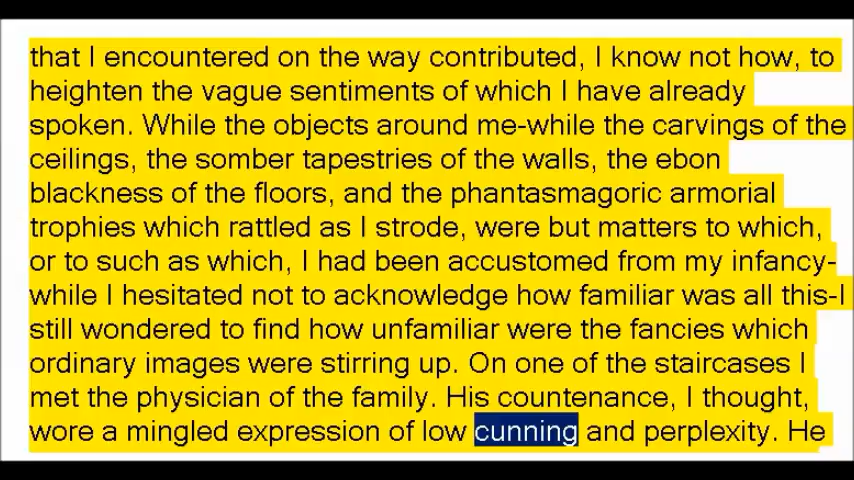 that I encountered on the way contributed, I know not how, to
heighten the vague sentiments of which I have already
spoken. While the objects around me-while the carvings of the
ceilings, the somber tapestries of the walls, the ebon
blackness of the floors, and the phantasmagoric armorial
trophies which rattled as I strode, were but matters to which,
or to such as which, I had been accustomed from my infancy-
while I hesitated not to acknowledge how familiar was all this-I
still wondered to find how unfamiliar were the fancies which
ordinary images were stirring up. On one of the staircases I
met the physician of the family. His countenance, I thought,
wore a mingled expression of low cunning and perplexity. He